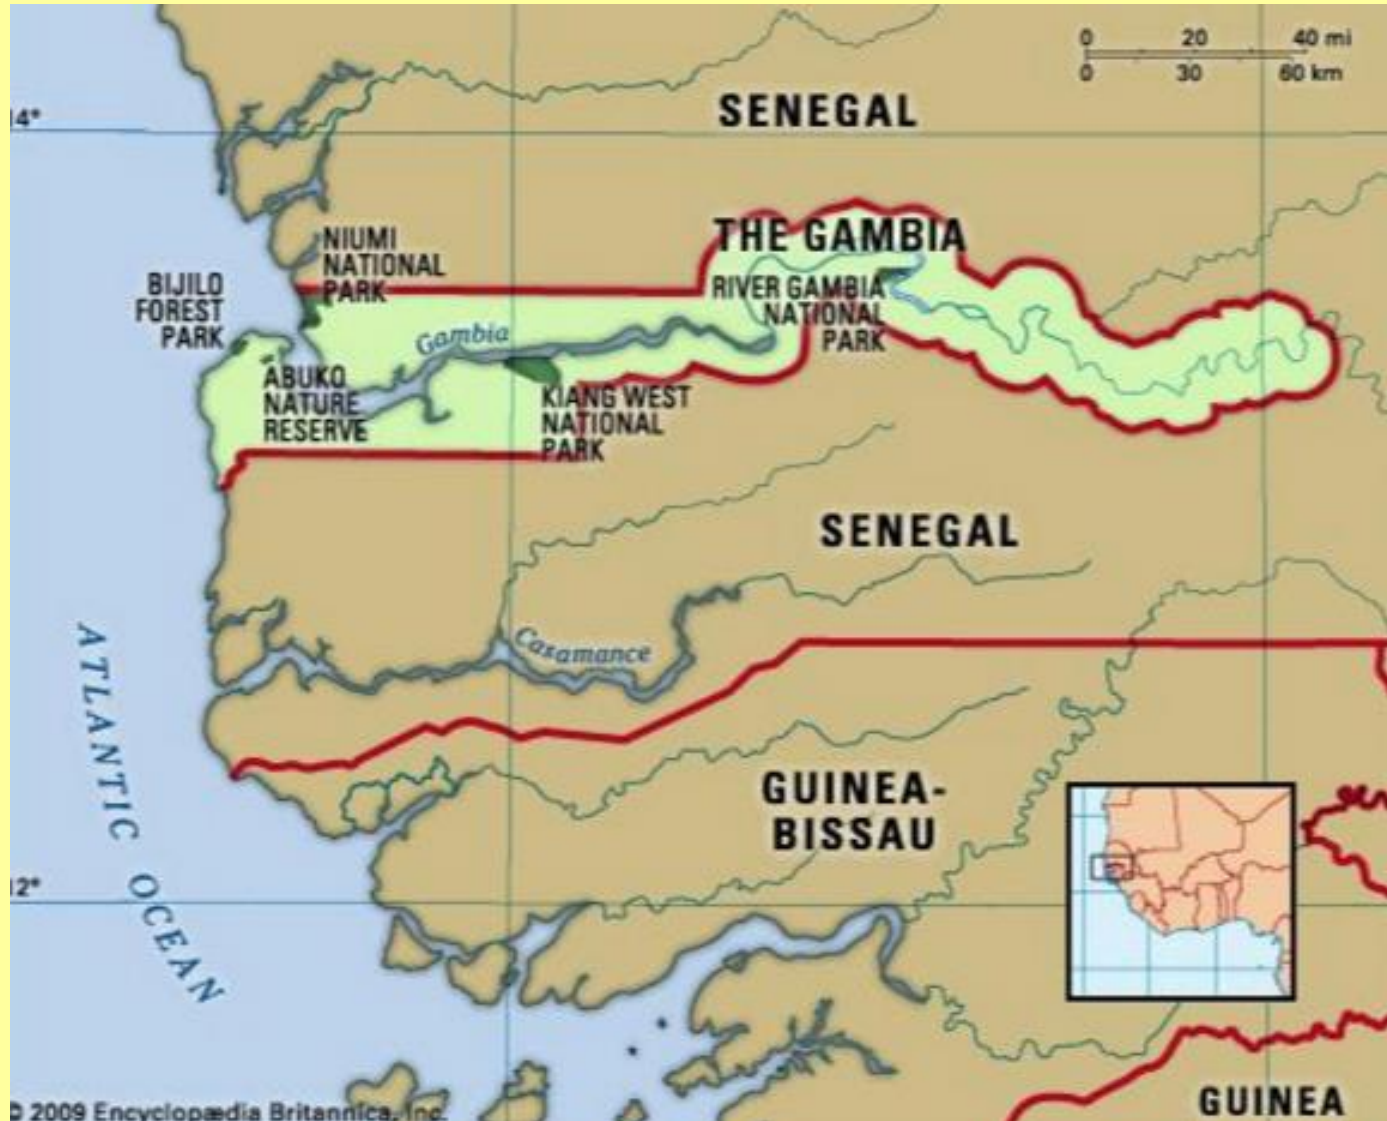 0 20 40 mi
0 30 60 km
SENEGAL
14°
NIUMI
NATIONAL
PARK
THE GAMBIA
BIJILO
FOREST
PARK
RIVER GAMBIA
NATIONAL
PARK
Gambia
ABUKO
NATURE
RESERVE
KIANG WEST
NATIONAL
PARK
SENEGAL
Casamance
ATLANTIC OCEAN
GUINEA-
BISSAU
12°
GUINEA
© 2009 Encyclopædia Britannica, Inc.